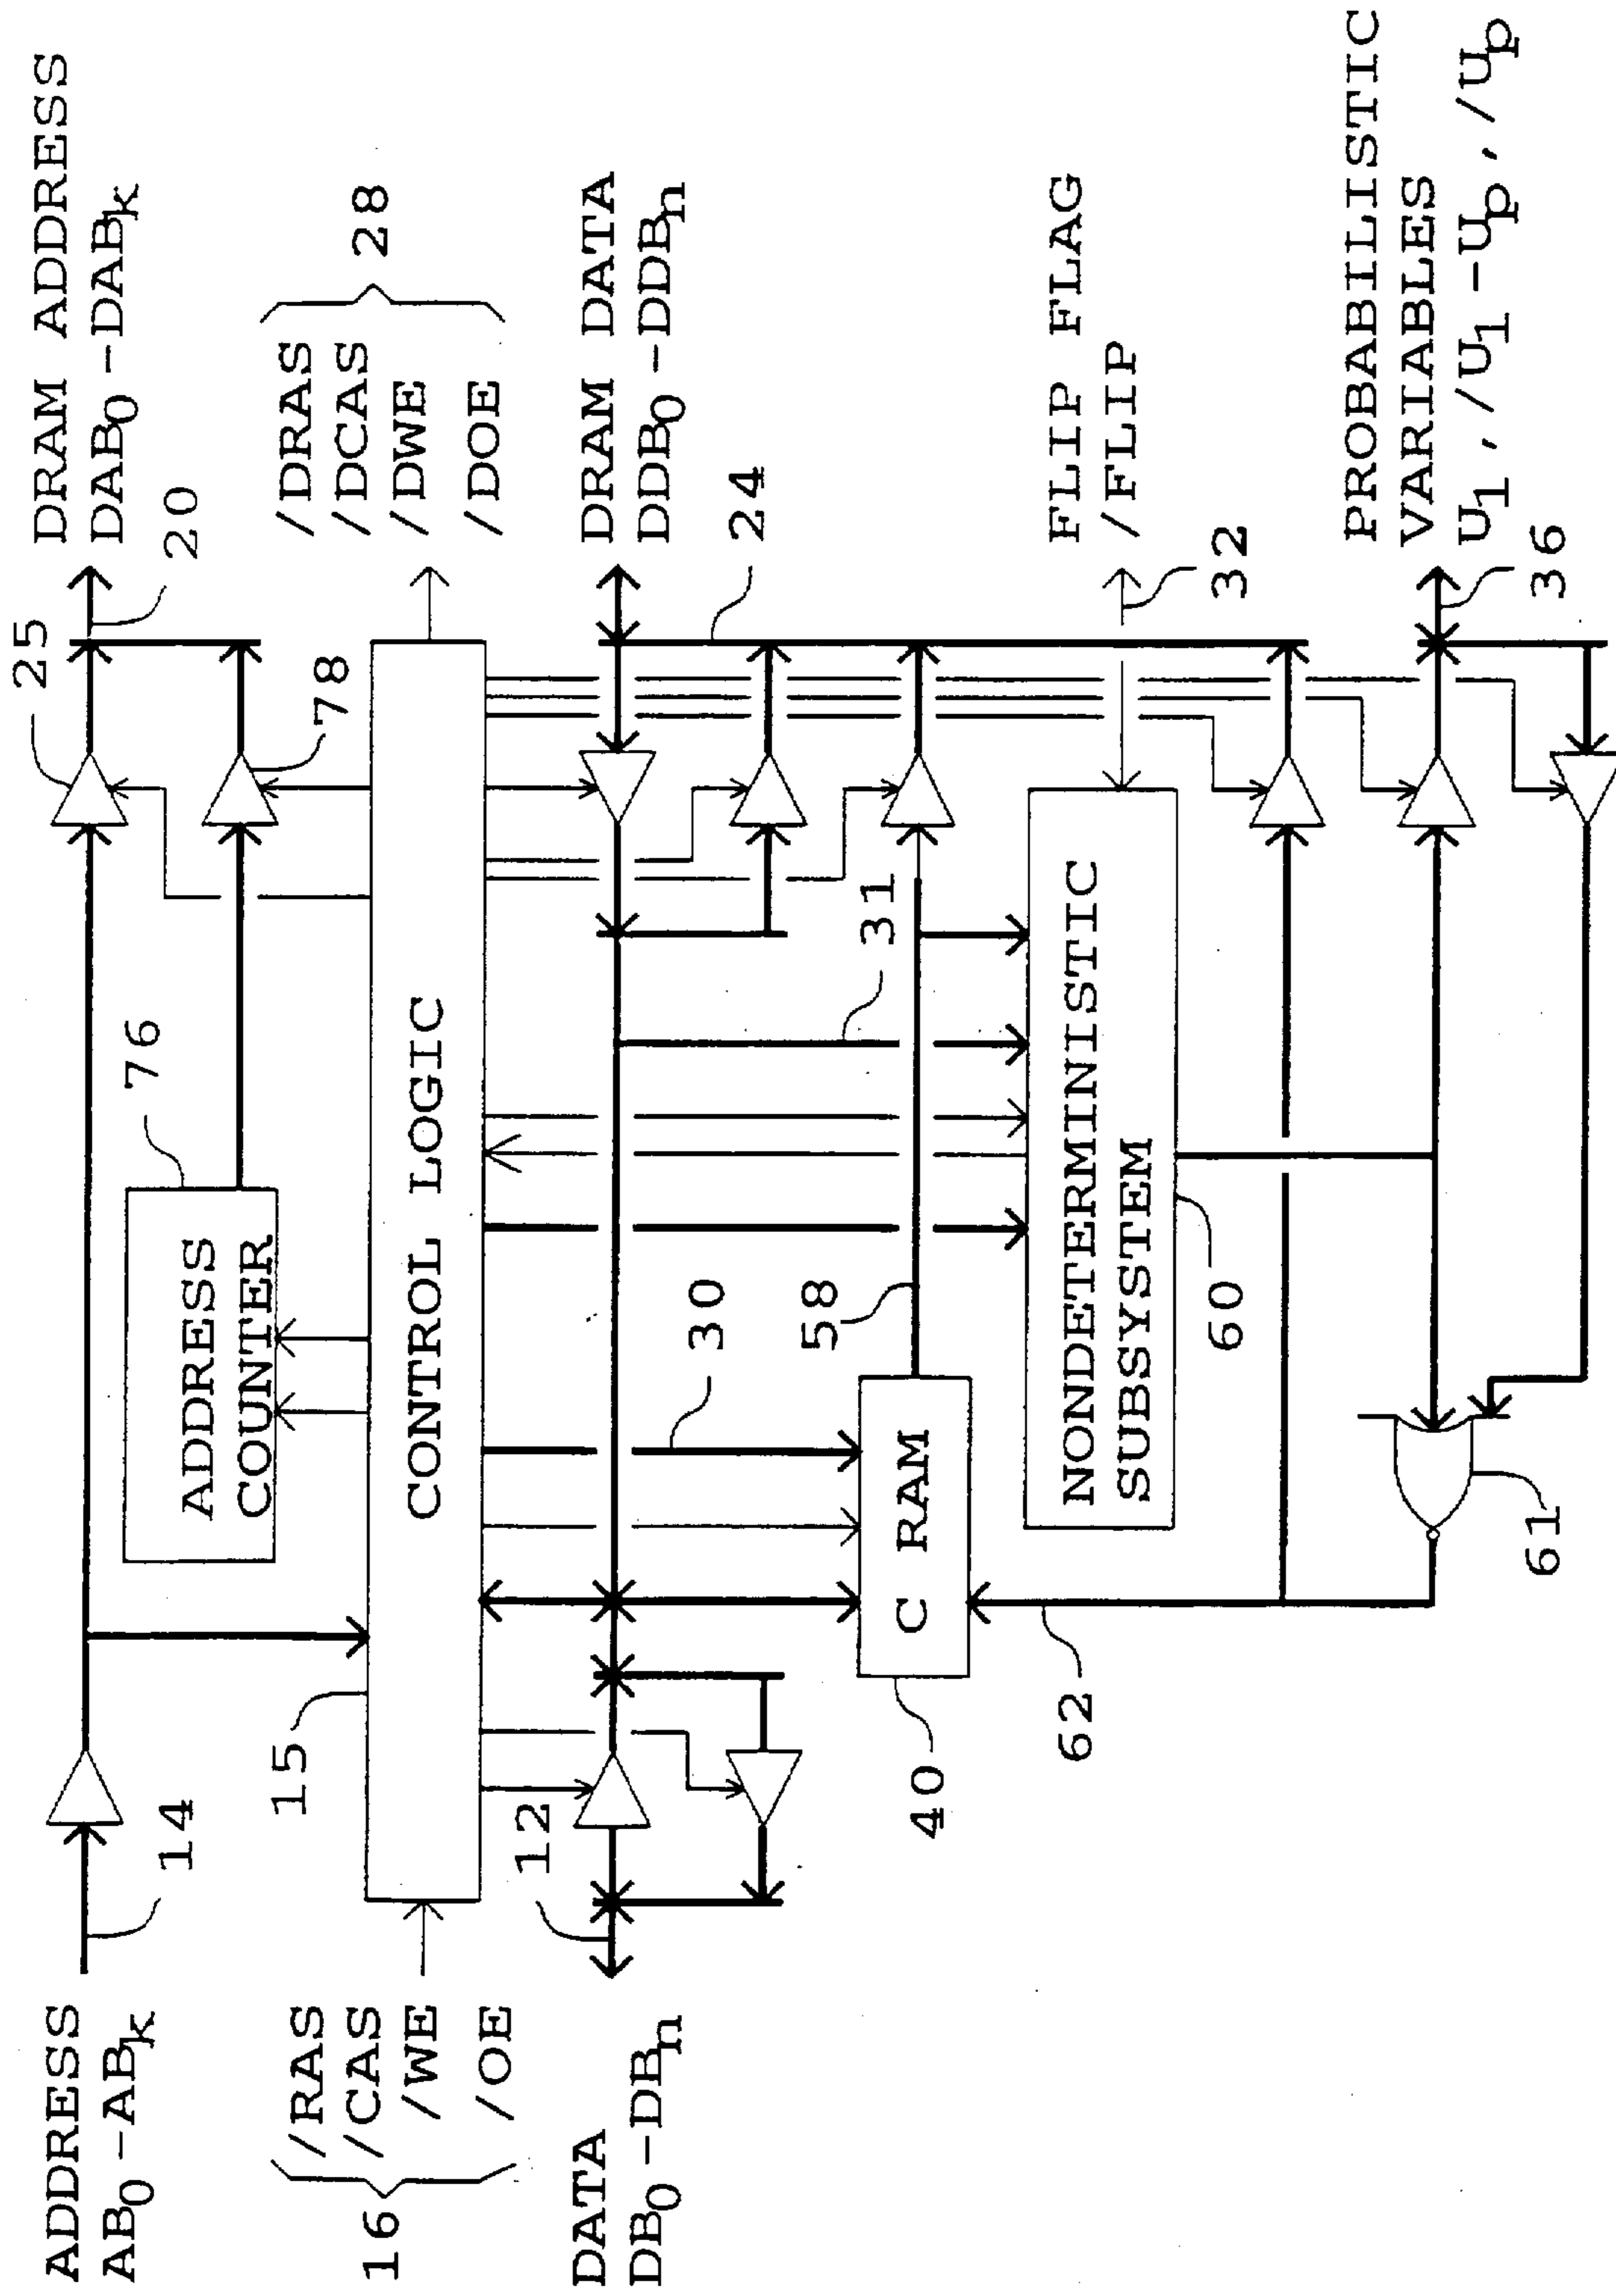 ADDRESS
AB0-ABk
14
/RAS
/CAS
/WE
/OE
16
DATA
DB0-DBn
12
15
CONTROL LOGIC
ADDRESS
COUNTER
76
25
78
DRAM ADDRESS
DAB0-DABk
20
/DRAS
/DCAS
/DWE
/DOE
28
DRAM DATA
DDB0-DDBn
24
30
31
58
C RAM
40
NONDETERMINISTIC
SUBSYSTEM
60
62
61
FLIP FLAG
/FLIP
32
PROBABILISTIC
VARIABLES
U1,/U1-Up,/Up
36